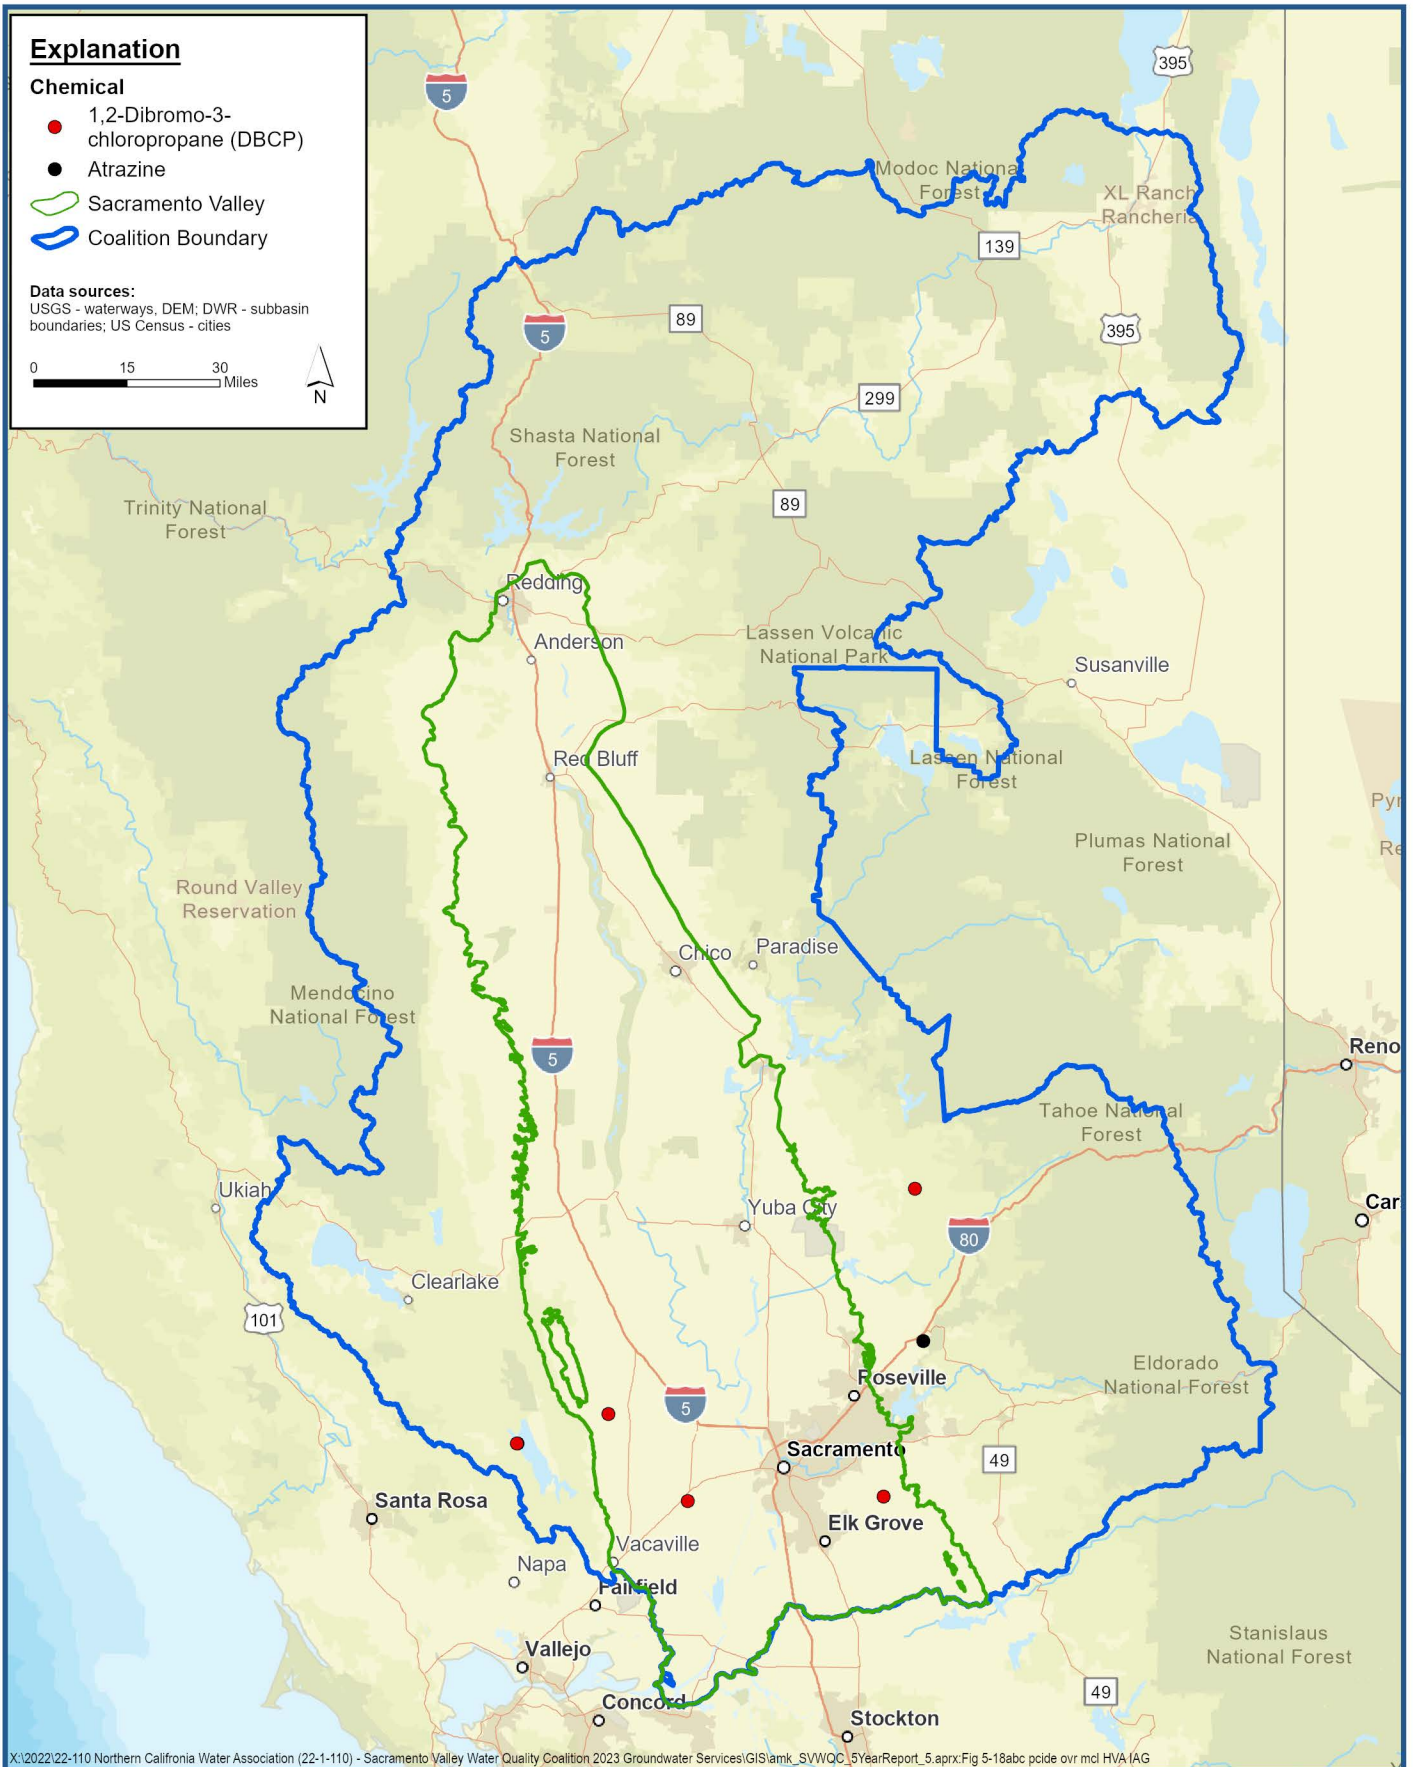 Explanation
Chemical
1,2-Dibromo-3-
chloropropane (DBCP)
Atrazine
Sacramento Valley
Coalition Boundary
Data sources:
USGS - waterways, DEM; DWR - subbasin
boundaries; US Census - cities
0 15 30
Miles
N
5
395
Modoc National
Forest
XL Ranch
Rancheria
139
89
5
395
299
Shasta National
Forest
89
Trinity National
Forest
Redding
Anderson
Lassen Volcanic
National Park
Susanville
Red Bluff
Lassen National
Forest
Pyr
Plumas National
Forest
Re
Round Valley
Reservation
Chico
Paradise
Mendocino
National Forest
5
Reno
Tahoe National
Forest
Ukiah
Yuba City
Car
80
Clearlake
101
Eldorado
National Forest
Roseville
5
Sacramento
49
Santa Rosa
Elk Grove
Vacaville
Napa
Fairfield
Vallejo
Stanislaus
National Forest
49
Concord
Stockton
X:\2022\22-110 Northern Califronia Water Association (22-1-110) - Sacramento Valley Water Quality Coalition 2023 Groundwater Services\GIS\amk_SVWQC_5YearReport_5.aprx:Fig 5-18abc pcide ovr mcl HVA IAG